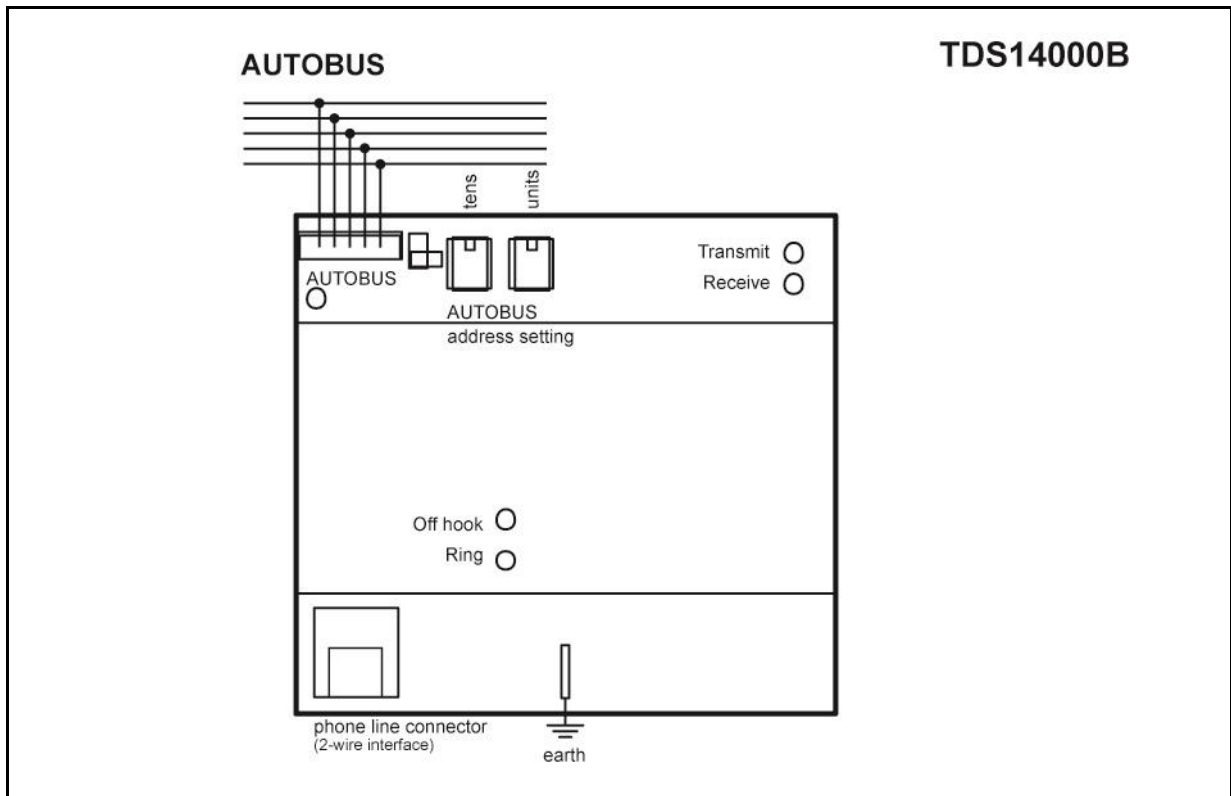 AUTOBUS
TDS14000B
tens
units
AUTOBUS
Transmit
Receive
AUTOBUS
address setting
Off hook
Ring
phone line connector
(2-wire interface)
earth